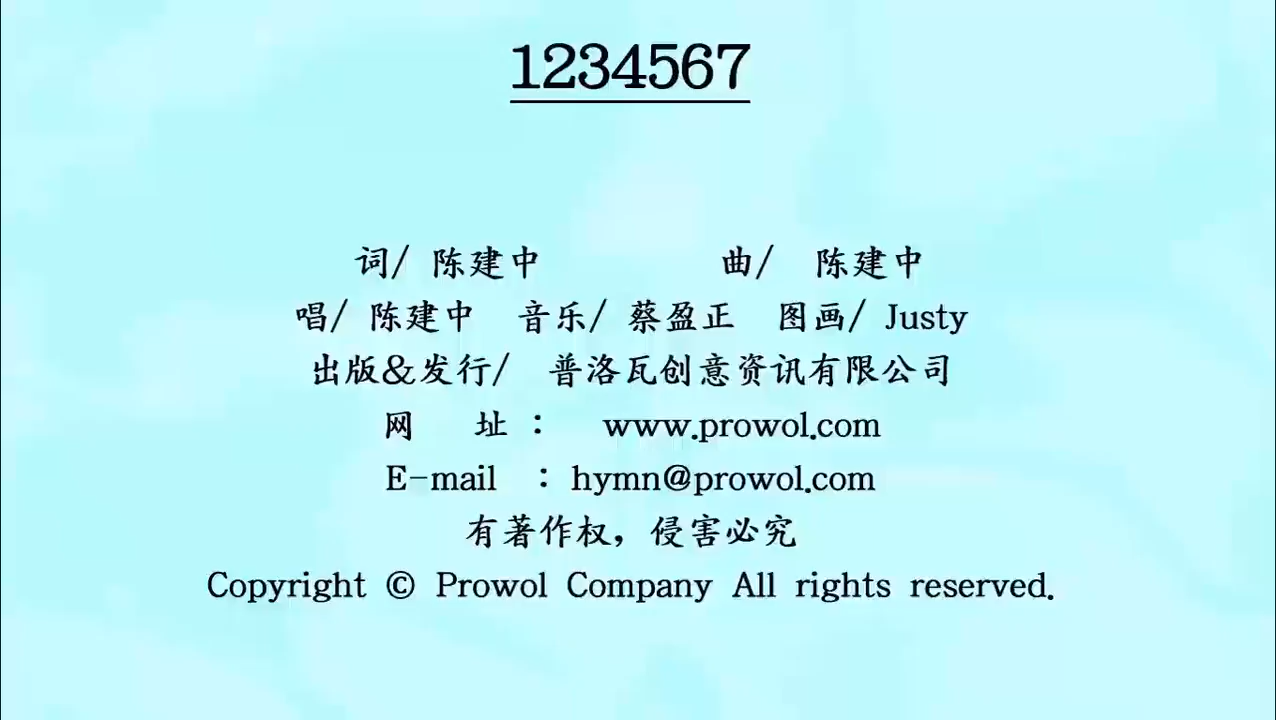 1234567
词/ 陈建中 曲/ 陈建中
唱/ 陈建中 音乐/ 蔡盈正 图画/ Justy
出版&发行/ 普洛瓦创意资讯有限公司
网 址 : www.prowol.com
E-mail : hymn@prowol.com
有著作权，侵害必究
Copyright © Prowol Company All rights reserved.